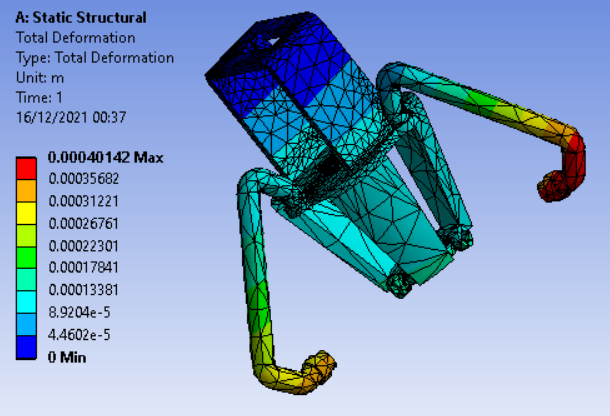 A: Static Structural
Total Deformation
Type: Total Deformation
Unit: m
Time: 1
16/12/2021 00:37
0.00040142 Max
0.00035682
0.00031221
0.00026761
0.00022301
0.00017841
0.00013381
8.9204e-5
4.4602e-5
0 Min